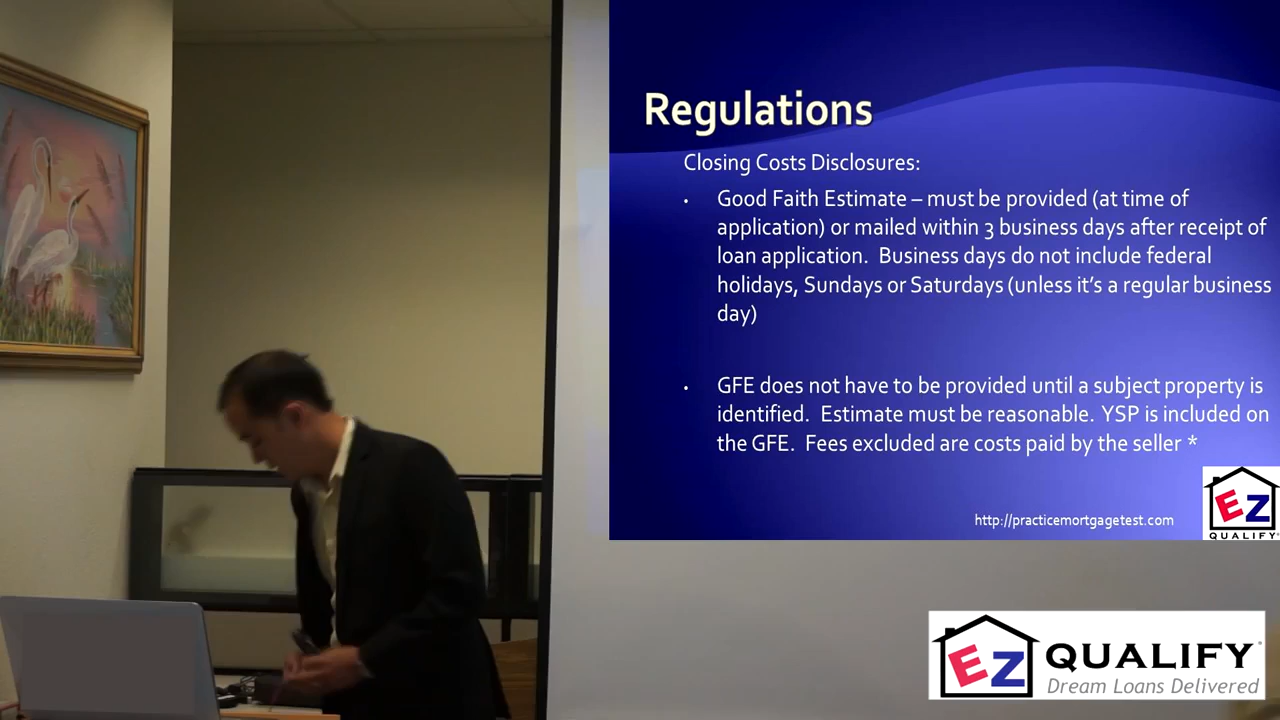 Regulations
Closing Costs Disclosures:
• Good Faith Estimate – must be provided (at time of
application) or mailed within 3 business days after receipt of
loan application.  Business days do not include federal
holidays, Sundays or Saturdays (unless it's a regular business
day)
• GFE does not have to be provided until a subject property is
identified.  Estimate must be reasonable. YSP is included on
the GFE.  Fees excluded are costs paid by the seller *
http://practicemortgagetest.com
EZ
QUALIFY
EZ QUALIFY
Dream Loans Delivered